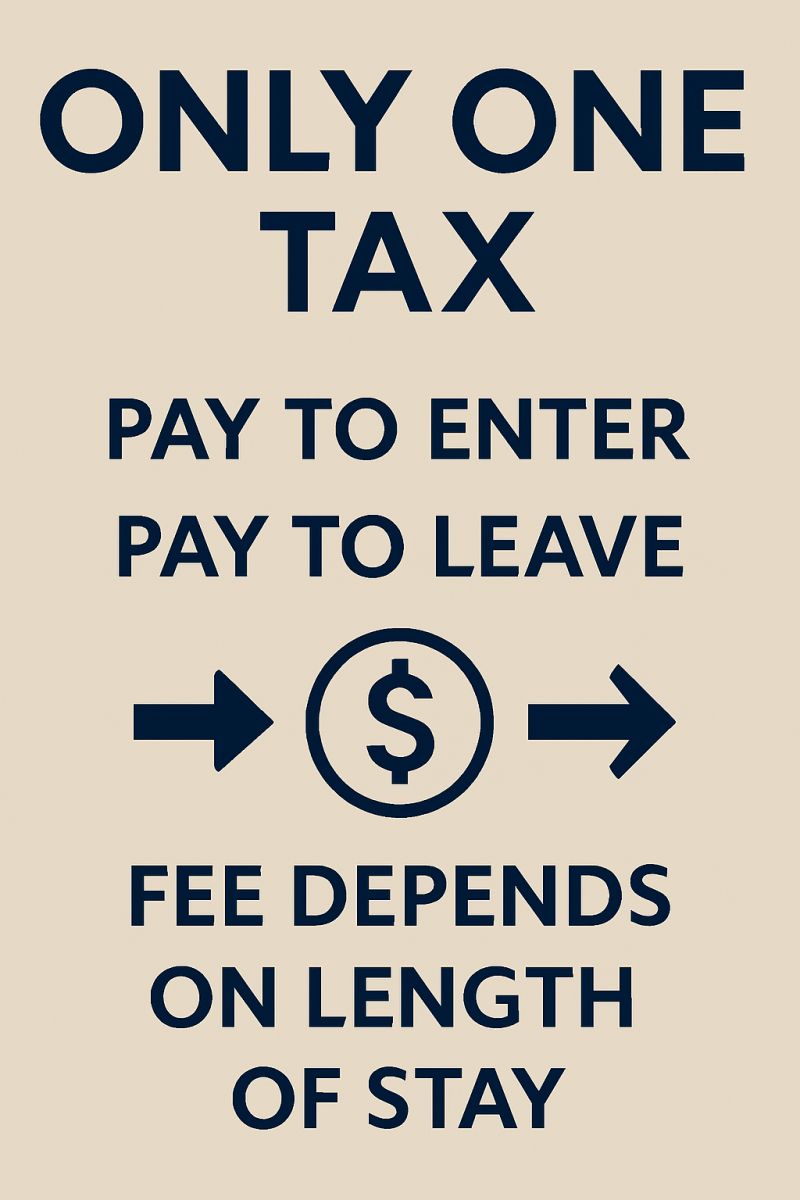 ONLY ONE
TAX
PAY TO ENTER
PAY TO LEAVE
$
FEE DEPENDS
ON LENGTH
OF STAY